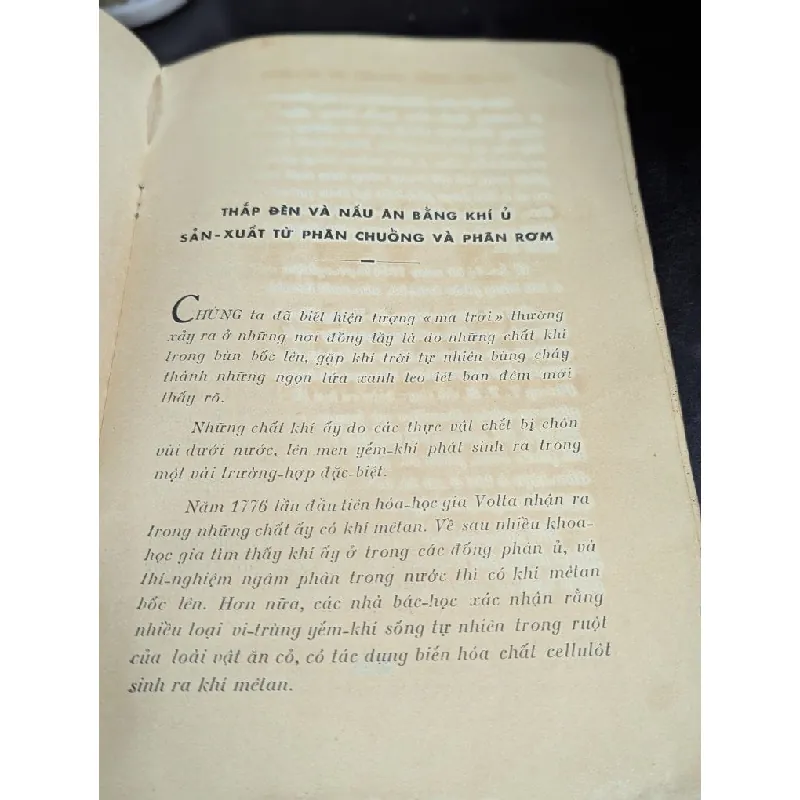 THẮP ĐÈN VÀ NẤU ĂN BẰNG KHÍ Ủ
SẢN-XUẤT TỪ PHÂN CHUỒNG VÀ PHÂN RƠM
CHÚNG ta đã biết hiện tượng «ma trơi» thường
xảy ra ở những nơi đồng lầy là do những chất khí
trong bùn bốc lên, gặp khí trời tự nhiên bùng cháy
thành những ngọn lửa xanh leo lét ban đêm mới
thấy rõ.
Những chất khí ấy do các thực vật chết bị chôn
vùi dưới nước, lên men yếm-khí phát sinh ra trong
một vài trường-hợp đặc-biệt.
Năm 1776 lần đầu tiên hóa-học gia Volta nhận ra
trong những chất ấy có khí mêtan. Về sau nhiều khoa-
học gia tìm thấy khí ấy ở trong các đống phân ủ, và
thí-nghiệm ngâm phân trong nước thì có khí mêtan
bốc lên. Hơn nữa, các nhà bác-học xác nhận rằng
nhiều loại vi-trùng yếm-khí sống tự nhiên trong ruột
của loài vật ăn cỏ, có tác dụng biến hóa chất cellulôt
sinh ra khí mêtan.